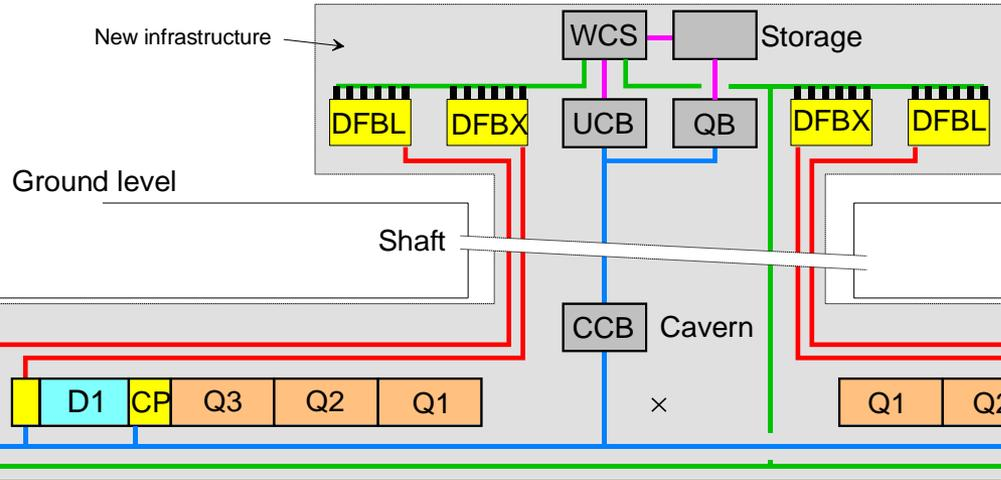 New infrastructure
WCS
Storage
DFBL
DFBX
UCB
QB
DFBX
DFBL
Ground level
Shaft
CCB
Cavern
D1
CP
Q3
Q2
Q1
Q1
Q2